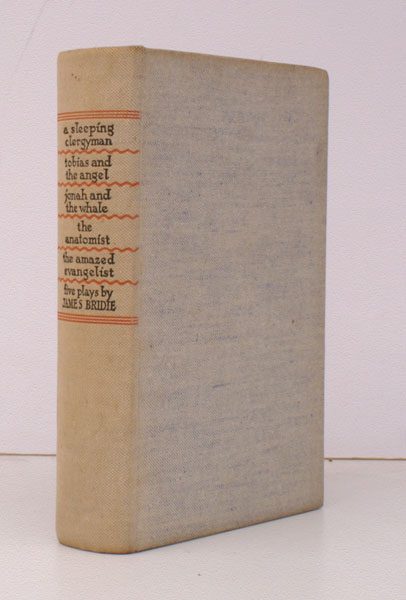 a sleeping
clergyman
tobias and
the angel
jonah and
the whale
the
anatomist
the amazed
evangelist
five plays by
JAMES BRIDIE